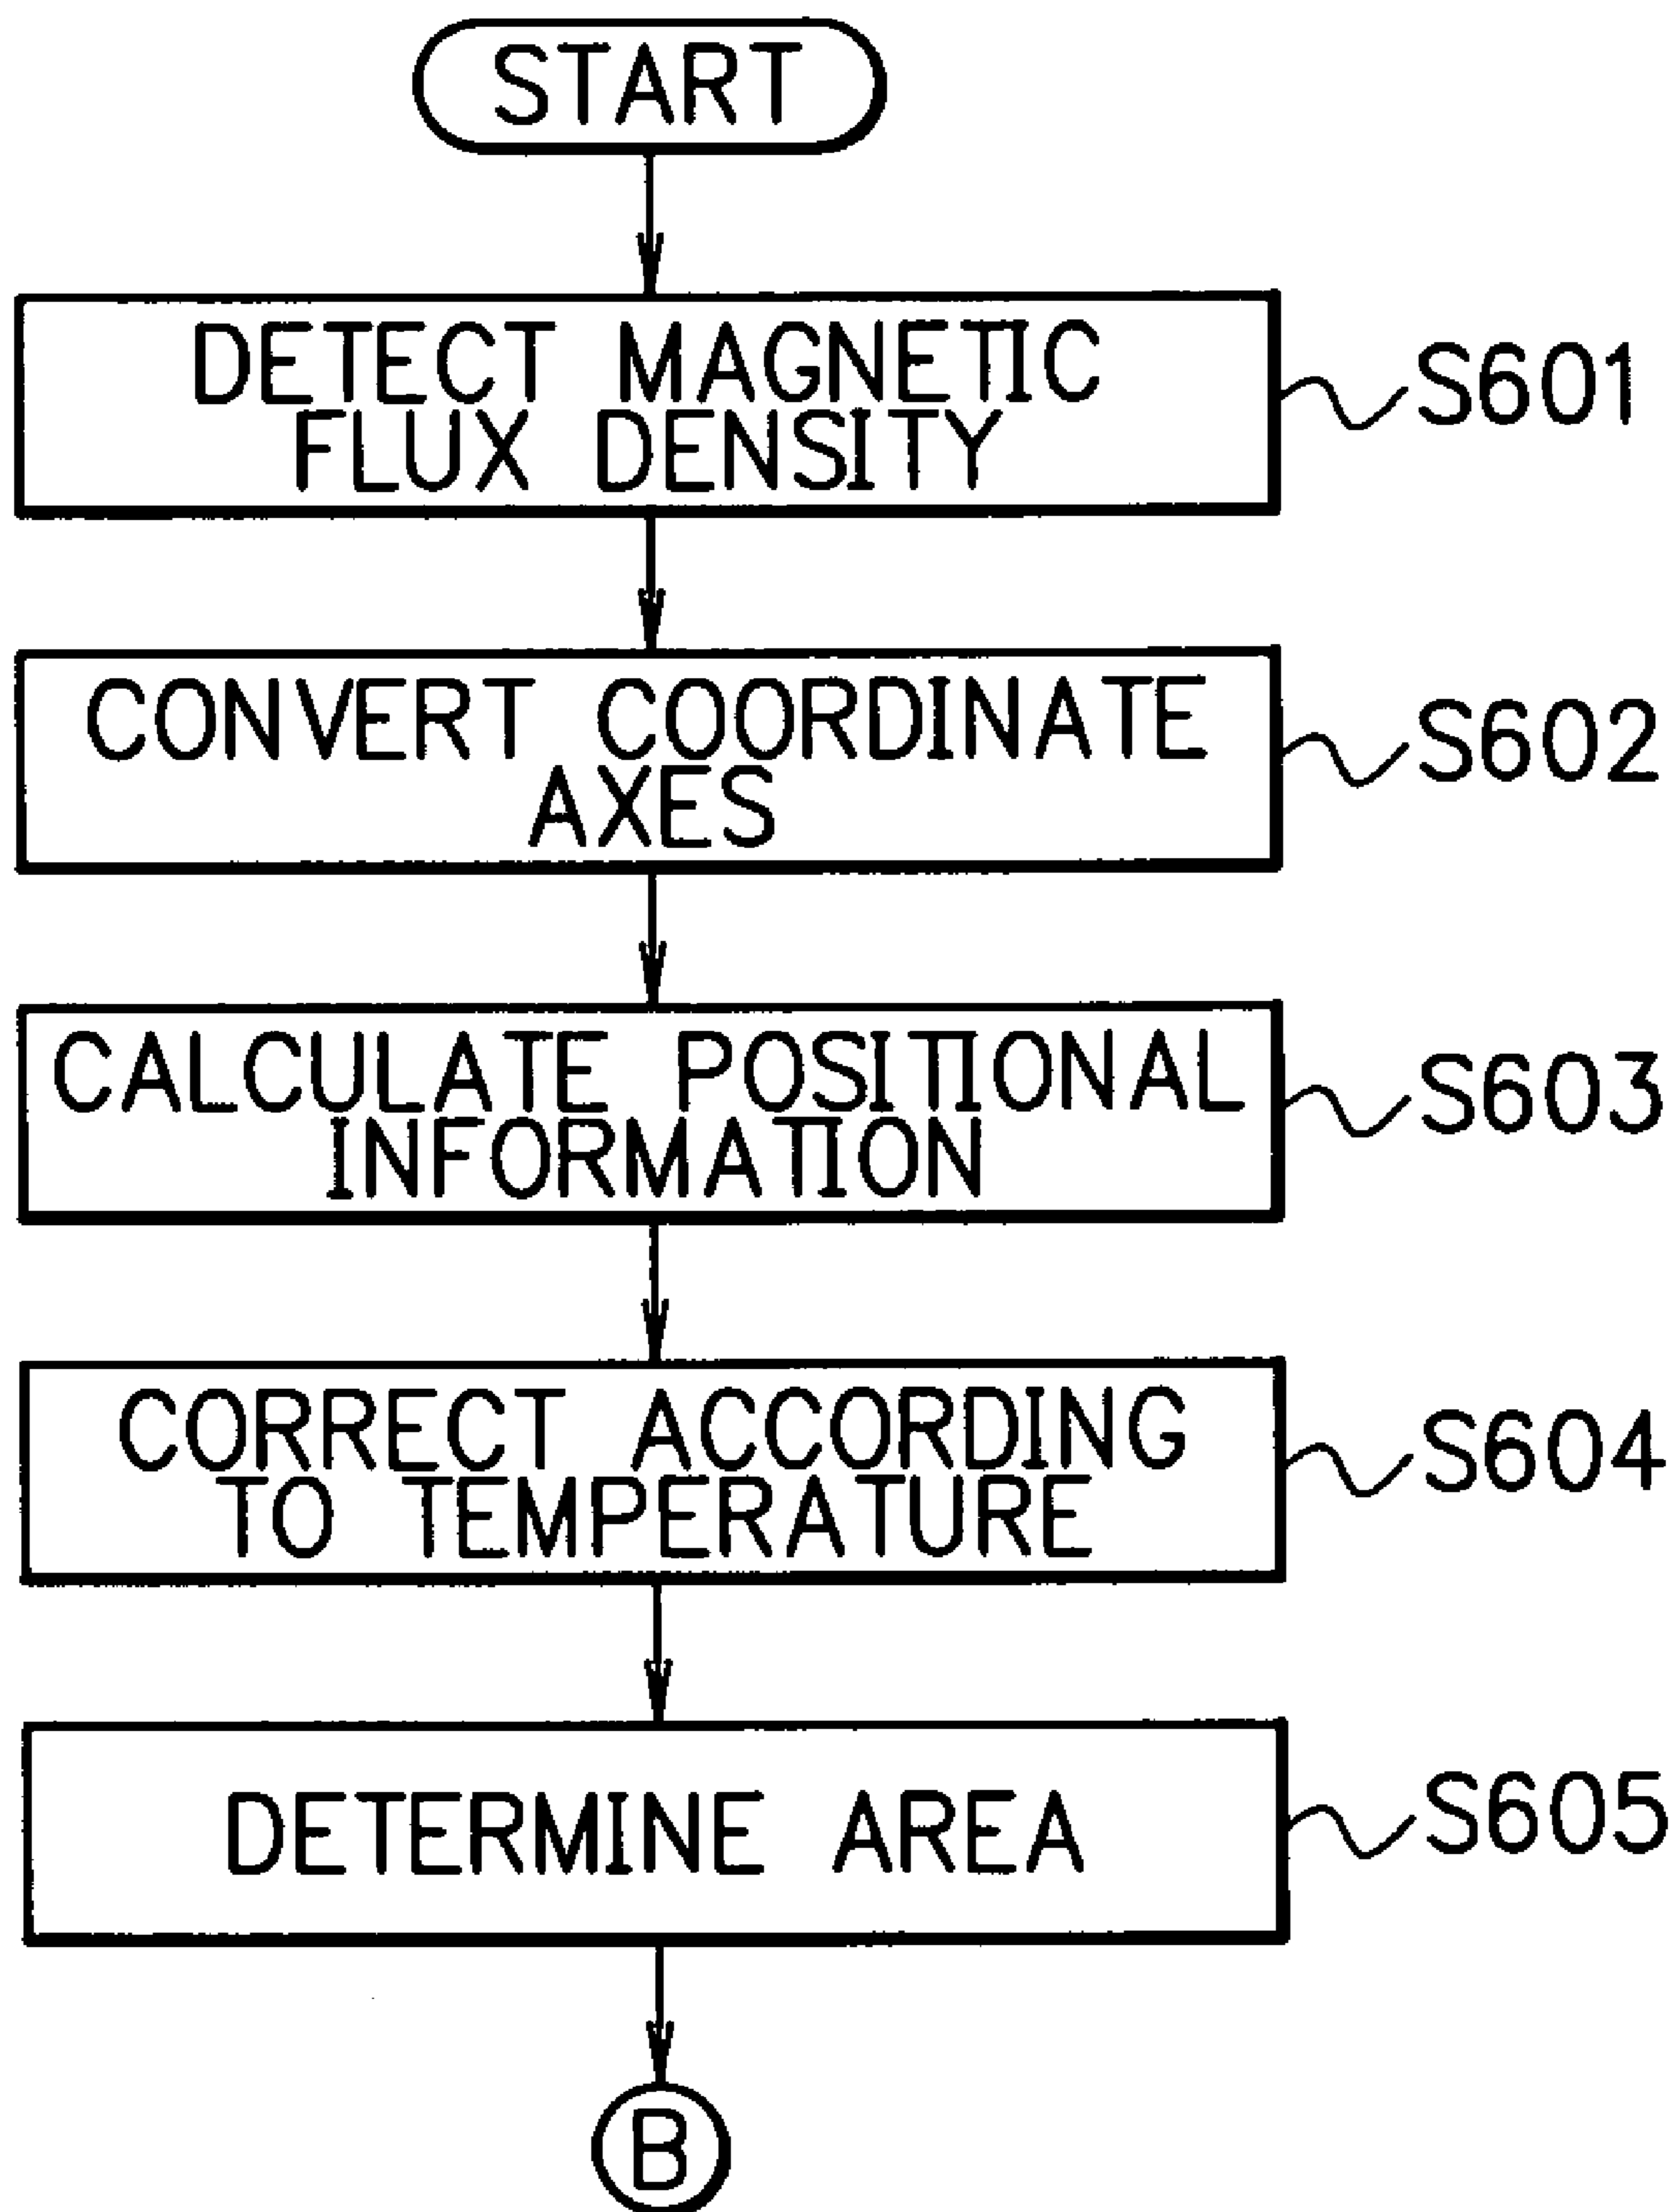 START
DETECT MAGNETIC
FLUX DENSITY
S601
CONVERT COORDINATE
AXES
S602
CALCULATE POSITIONAL
INFORMATION
S603
CORRECT ACCORDING
TO TEMPERATURE
S604
DETERMINE AREA
S605
B